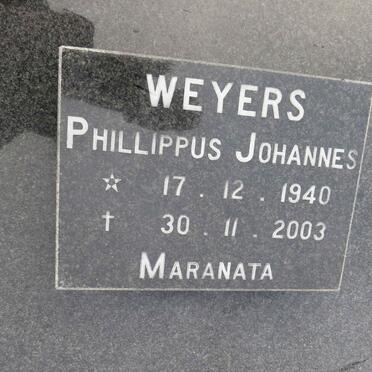 WEYERS
PHILLIPPUS JOHANNES
☆ 17 . 12 . 1940
† 30 . 11 . 2003
MARANATA